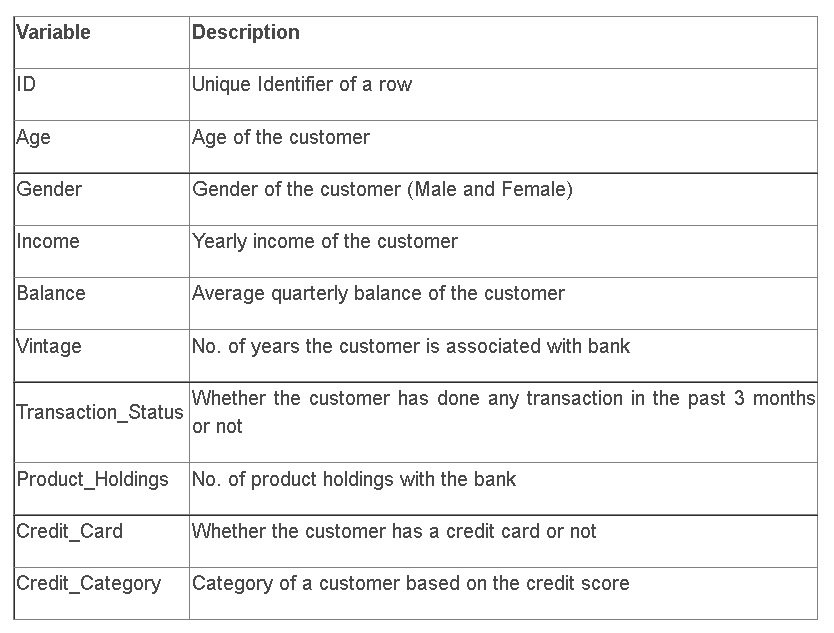 Variable Description
ID Unique Identifier of a row
Age Age of the customer
Gender Gender of the customer (Male and Female)
Income Yearly income of the customer
Balance Average quarterly balance of the customer
Vintage No. of years the customer is associated with bank
Transaction_Status Whether the customer has done any transaction in the past 3 months
or not
Product_Holdings No. of product holdings with the bank
Credit_Card Whether the customer has a credit card or not
Credit_Category Category of a customer based on the credit score